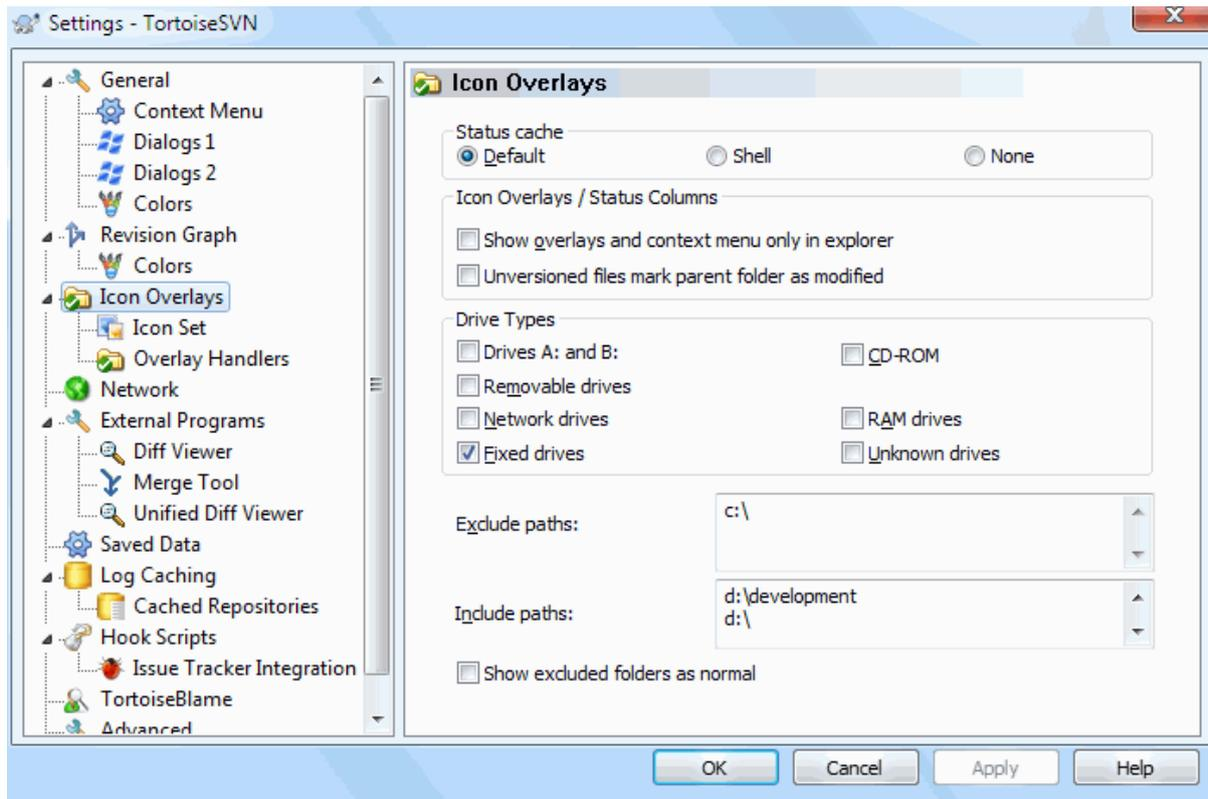 Settings - TortoiseSVN
General
Context Menu
Dialogs 1
Dialogs 2
Colors
Revision Graph
Colors
Icon Overlays
Icon Set
Overlay Handlers
Network
External Programs
Diff Viewer
Merge Tool
Unified Diff Viewer
Saved Data
Log Caching
Cached Repositories
Hook Scripts
Issue Tracker Integration
TortoiseBlame
Advanced
Icon Overlays
Status cache
Default Shell None
Icon Overlays / Status Columns
Show overlays and context menu only in explorer
Unversioned files mark parent folder as modified
Drive Types
Drives A: and B: CD-ROM
Removable drives
Network drives RAM drives
Fixed drives Unknown drives
Exclude paths: c:\
Include paths: d:\development
d:\
Show excluded folders as normal
OK Cancel Apply Help